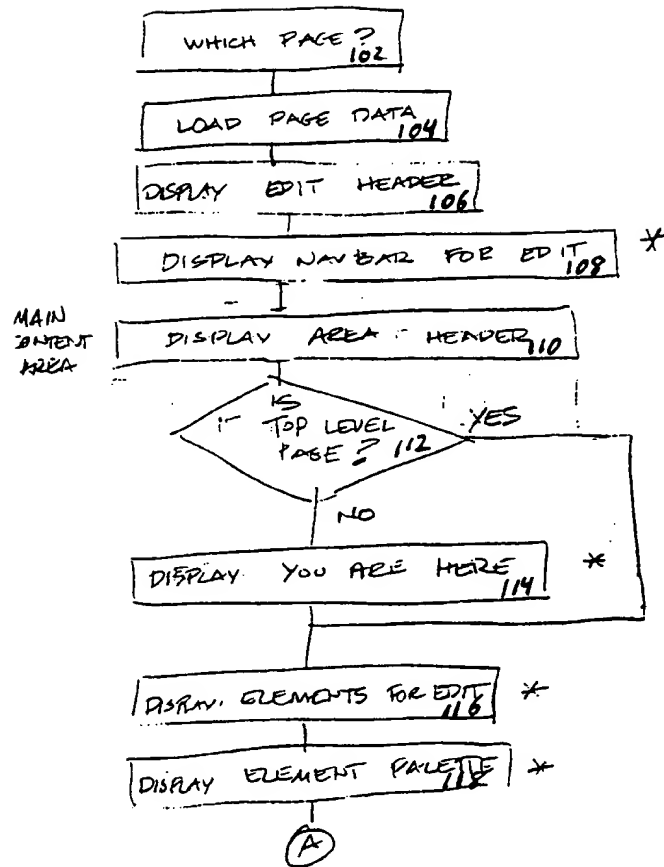 WHICH PAGE?
102
LOAD PAGE DATA
104
DISPLAY EDIT HEADER
106
DISPLAY NAVBAR FOR EDIT *
108
MAIN
CONTENT
AREA
DISPLAY AREA HEADER
110
IS
TOP LEVEL
PAGE? 112
YES
NO
DISPLAY YOU ARE HERE *
114
DISPLAY ELEMENTS FOR EDIT *
116
DISPLAY ELEMENT PALETTE *
118
A